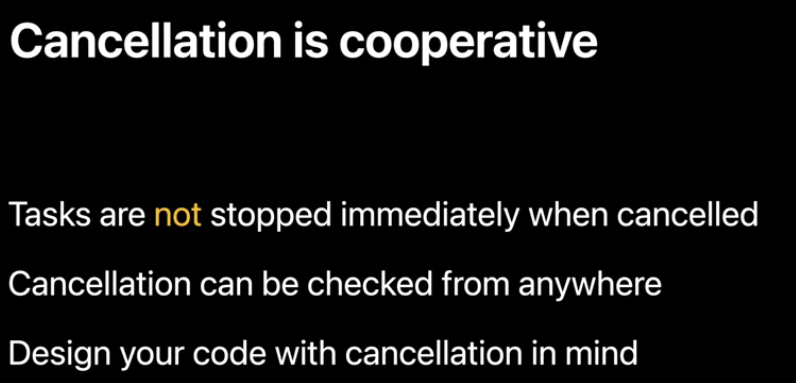 Cancellation is cooperative
Tasks are not stopped immediately when cancelled
Cancellation can be checked from anywhere
Design your code with cancellation in mind